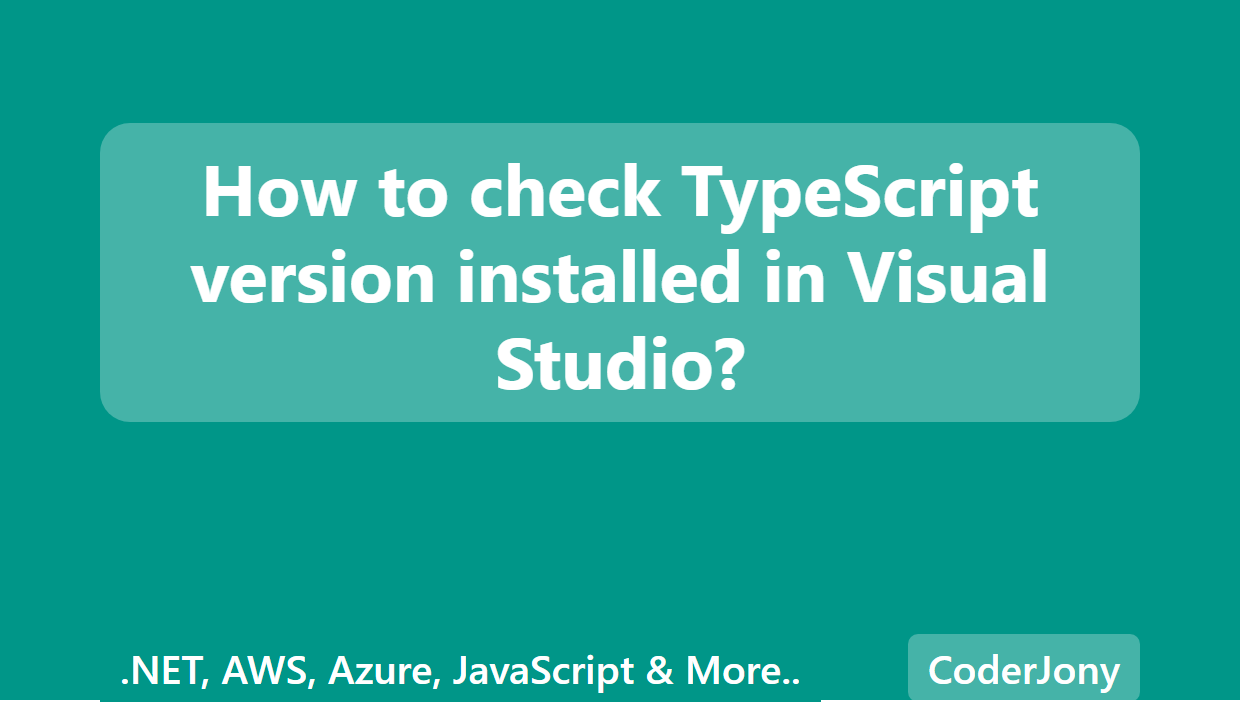 How to check TypeScript
version installed in Visual
Studio?
.NET, AWS, Azure, JavaScript & More..
CoderJony